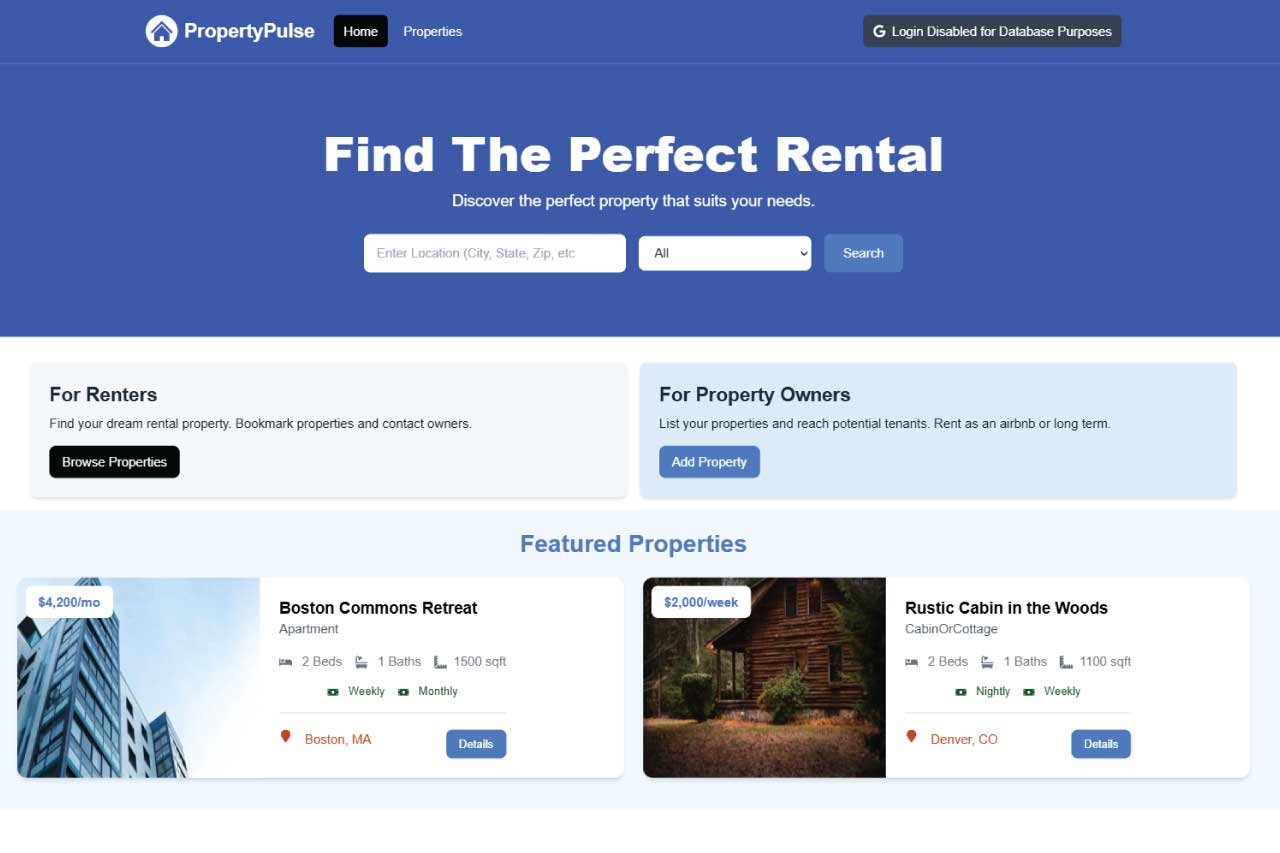 PropertyPulse
Home
Properties
Login Disabled for Database Purposes
Find The Perfect Rental
Discover the perfect property that suits your needs.
Enter Location (City, State, Zip, etc
All
Search
For Renters
Find your dream rental property. Bookmark properties and contact owners.
Browse Properties
For Property Owners
List your properties and reach potential tenants. Rent as an airbnb or long term.
Add Property
Featured Properties
$4,200/mo
Boston Commons Retreat
Apartment
2 Beds 1 Baths 1500 sqft
Weekly Monthly
Boston, MA
Details
$2,000/week
Rustic Cabin in the Woods
CabinOrCottage
2 Beds 1 Baths 1100 sqft
Nightly Weekly
Denver, CO
Details